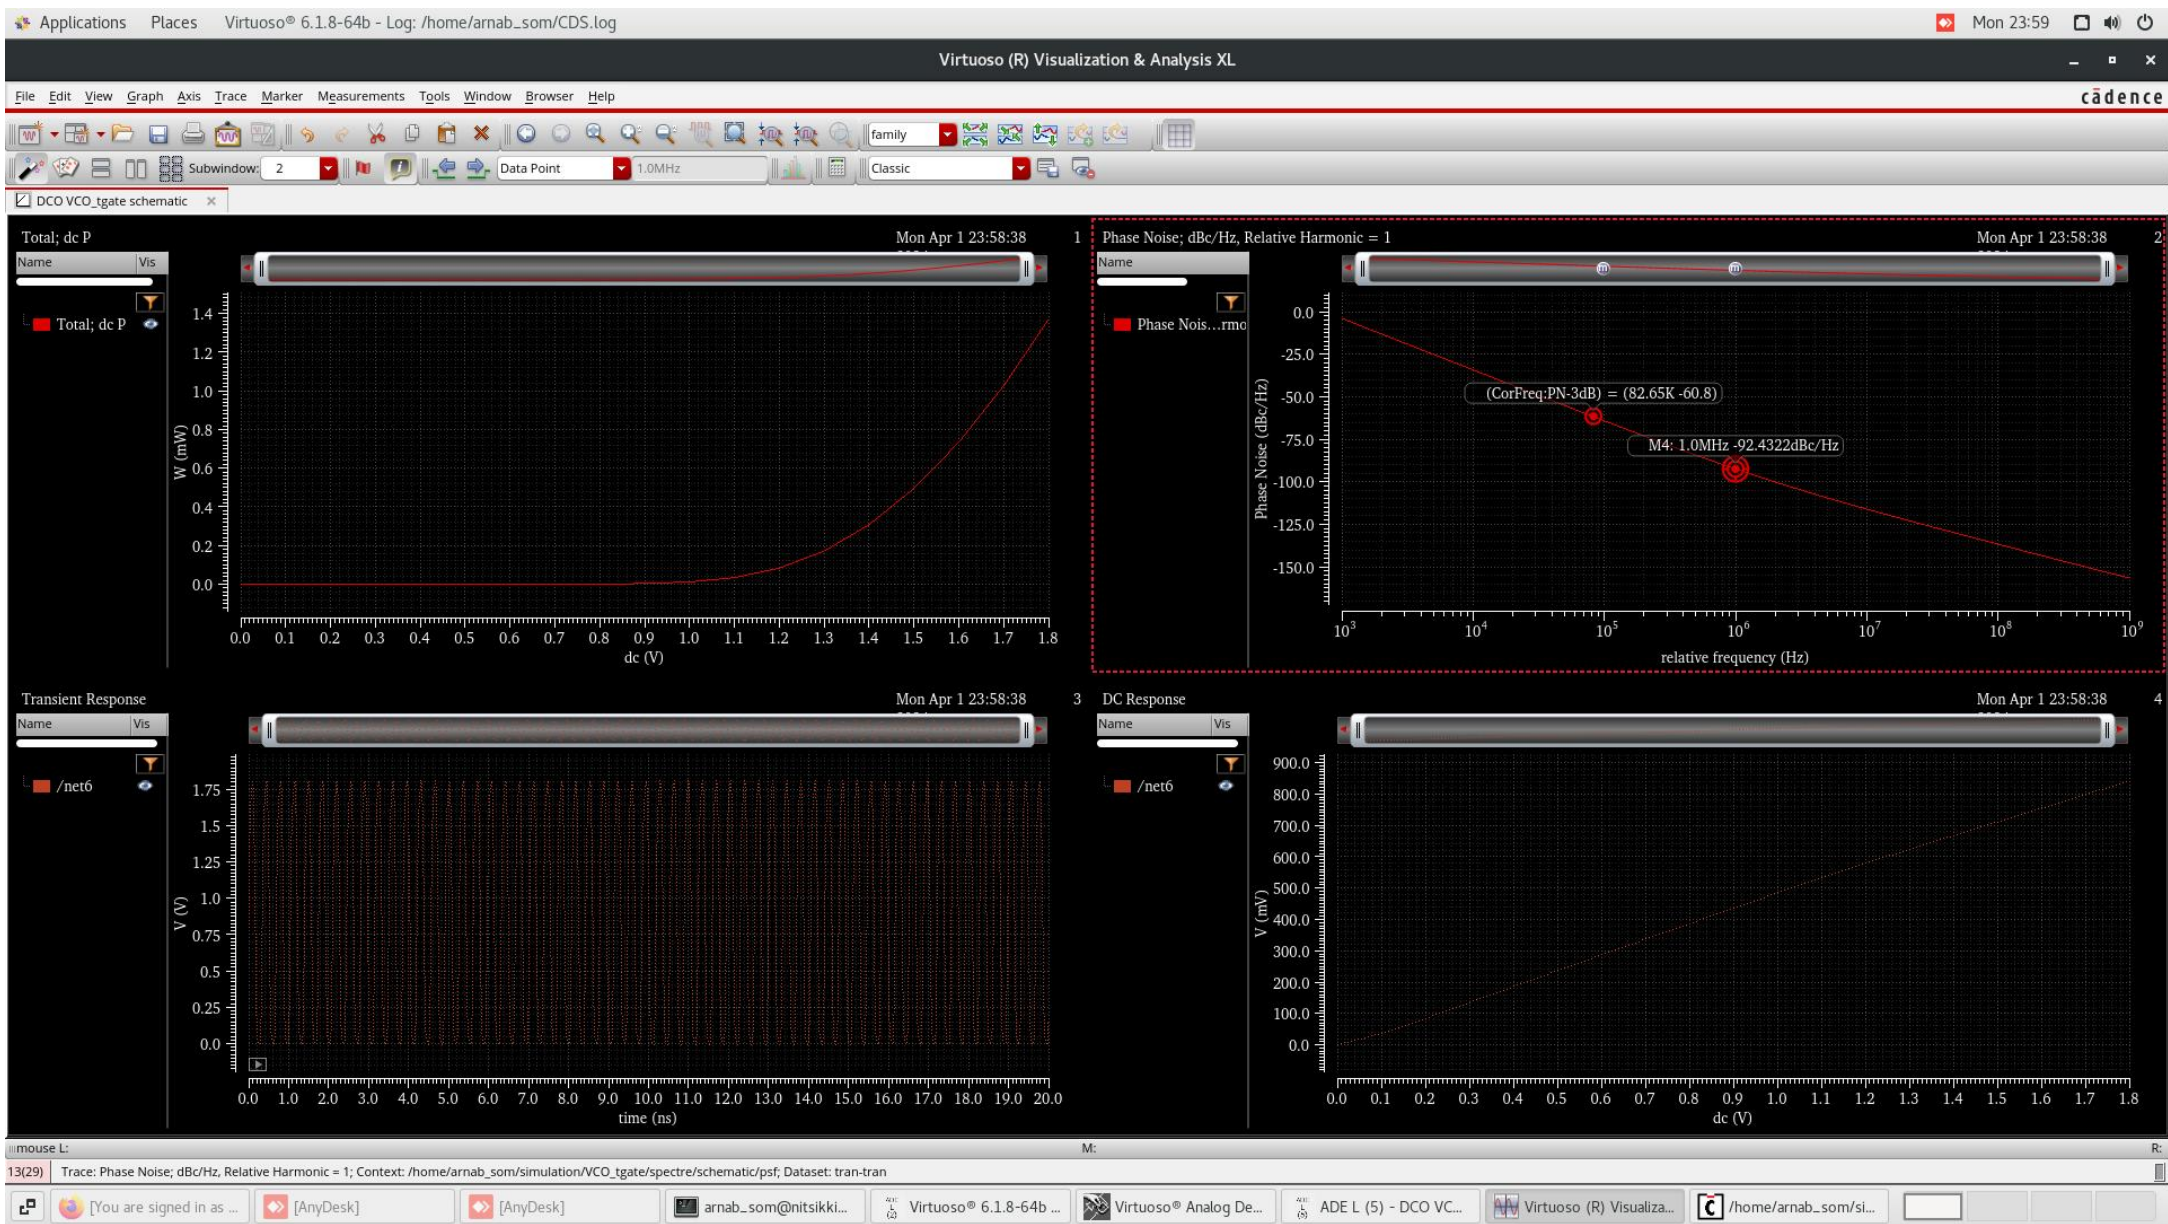 Applications Places Virtuoso® 6.1.8-64b - Log: /home/arnab_som/CDS.log Mon 23:59
Virtuoso (R) Visualization & Analysis XL
File Edit View Graph Axis Trace Marker Measurements Tools Window Browser Help cādence
family
Subwindow: 2 Data Point 1.0MHz Classic
DCO VCO_tgate schematic
Total; dc P Mon Apr 1 23:58:38 1
Name Vis
Total; dc P
W (mW)
1.4
1.2
1.0
0.8
0.6
0.4
0.2
0.0
0.0 0.1 0.2 0.3 0.4 0.5 0.6 0.7 0.8 0.9 1.0 1.1 1.2 1.3 1.4 1.5 1.6 1.7 1.8
dc (V)
Phase Noise; dBc/Hz, Relative Harmonic = 1 Mon Apr 1 23:58:38 2
Name
Phase Nois...rmo
Phase Noise (dBc/Hz)
0.0
-25.0
-50.0
-75.0
-100.0
-125.0
-150.0
(CorFreq:PN-3dB) = (82.65K -60.8)
M4: 1.0MHz -92.4322dBc/Hz
10³ 10⁴ 10⁵ 10⁶ 10⁷ 10⁸ 10⁹
relative frequency (Hz)
Transient Response Mon Apr 1 23:58:38 3
Name Vis
/net6
V (V)
1.75
1.5
1.25
1.0
0.75
0.5
0.25
0.0
0.0 1.0 2.0 3.0 4.0 5.0 6.0 7.0 8.0 9.0 10.0 11.0 12.0 13.0 14.0 15.0 16.0 17.0 18.0 19.0 20.0
time (ns)
DC Response Mon Apr 1 23:58:38 4
Name Vis
/net6
V (mV)
900.0
800.0
700.0
600.0
500.0
400.0
300.0
200.0
100.0
0.0
0.0 0.1 0.2 0.3 0.4 0.5 0.6 0.7 0.8 0.9 1.0 1.1 1.2 1.3 1.4 1.5 1.6 1.7 1.8
dc (V)
mouse L: M: R:
13(29) Trace: Phase Noise; dBc/Hz, Relative Harmonic = 1; Context: /home/arnab_som/simulation/VCO_tgate/spectre/schematic/psf; Dataset: tran-tran
[You are signed in as ... [AnyDesk] [AnyDesk] arnab_som@nitsikki... Virtuoso® 6.1.8-64b ... Virtuoso® Analog De... ADE L (5) - DCO VC... Virtuoso (R) Visualiza... /home/arnab_som/si...